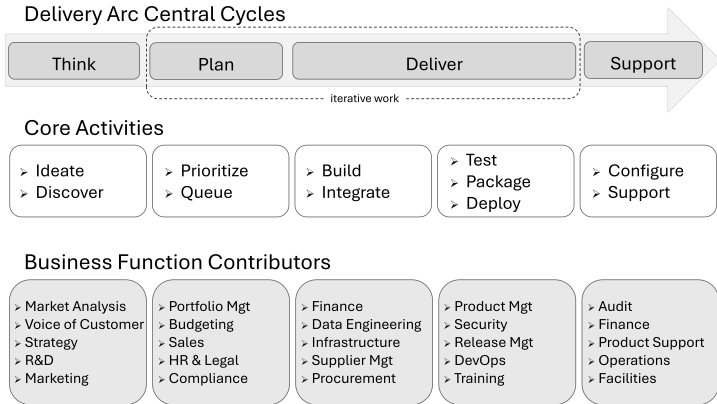 Delivery Arc Central Cycles
Think
Plan
Deliver
Support
iterative work
Core Activities
Ideate
Discover
Prioritize
Queue
Build
Integrate
Test
Package
Deploy
Configure
Support
Business Function Contributors
Market Analysis
Voice of Customer
Strategy
R&D
Marketing
Portfolio Mgt
Budgeting
Sales
HR & Legal
Compliance
Finance
Data Engineering
Infrastructure
Supplier Mgt
Procurement
Product Mgt
Security
Release Mgt
DevOps
Training
Audit
Finance
Product Support
Operations
Facilities